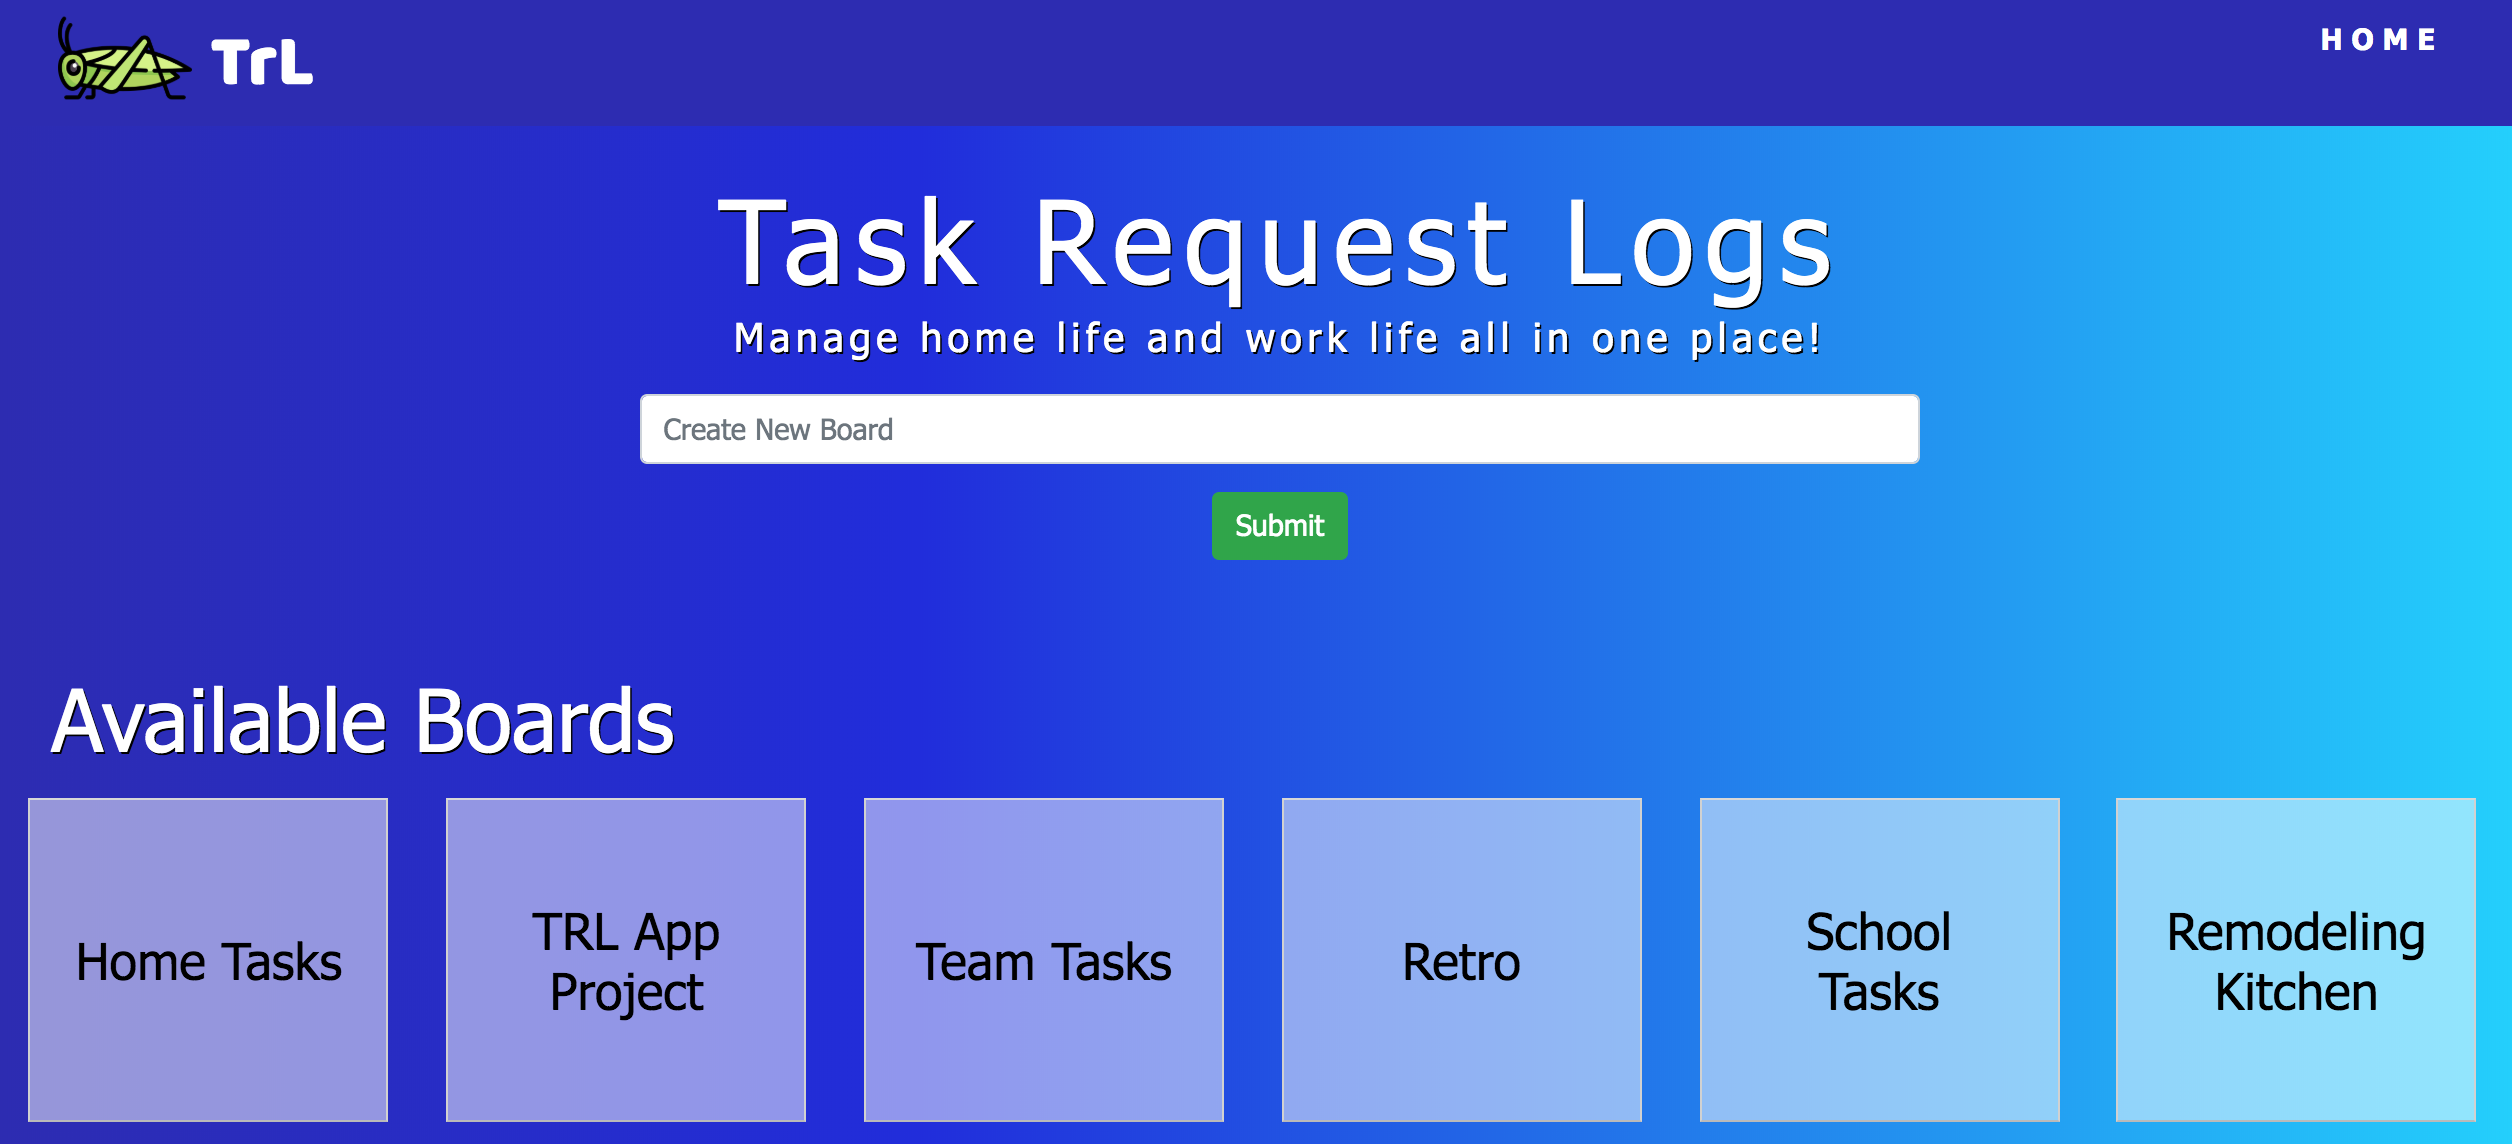 TrL
HOME
Task Request Logs
Manage home life and work life all in one place!
Create New Board
Submit
Available Boards
Home Tasks
TRL App
Project
Team Tasks
Retro
School
Tasks
Remodeling
Kitchen